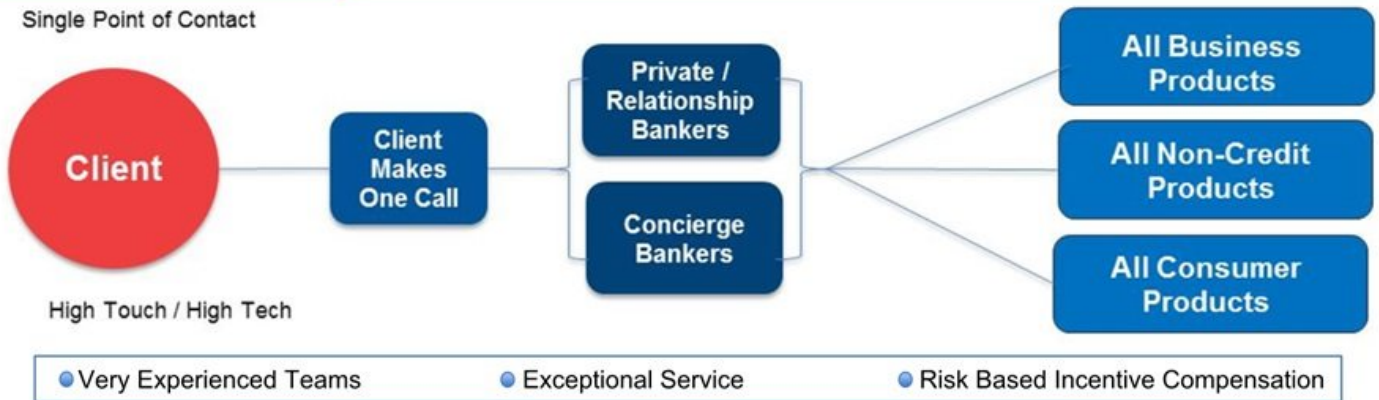 Single Point of Contact
Client
High Touch / High Tech
Client
Makes
One Call
Private /
Relationship
Bankers
Concierge
Bankers
All Business
Products
All Non-Credit
Products
All Consumer
Products
Very Experienced Teams
Exceptional Service
Risk Based Incentive Compensation